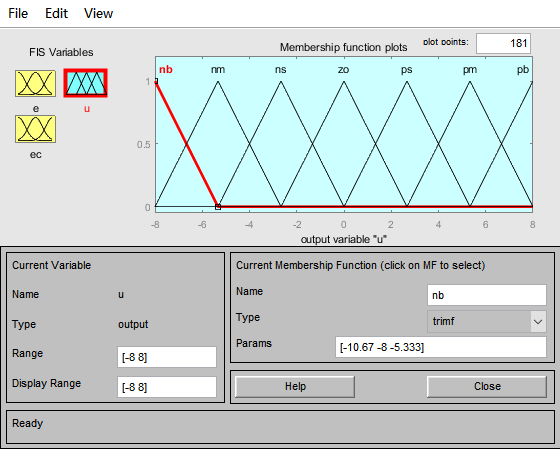 File Edit View
FIS Variables
e
u
ec
Membership function plots
plot points:
181
nb nm ns zo ps pm pb
1
0.5
0
-8 -6 -4 -2 0 2 4 6 8
output variable "u"
Current Variable
Name u
Type output
Range [-8 8]
Display Range [-8 8]
Current Membership Function (click on MF to select)
Name nb
Type trimf
Params [-10.67 -8 -5.333]
Help Close
Ready